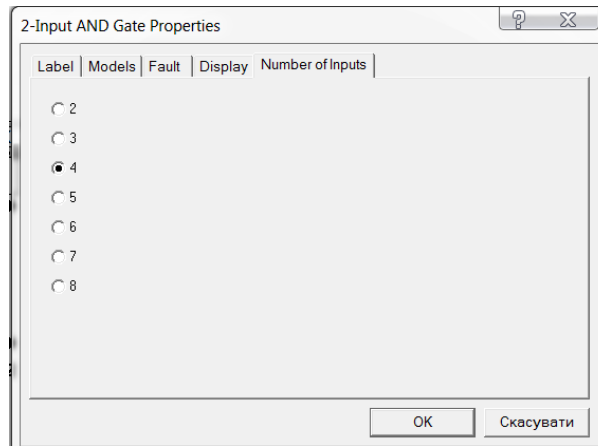 2-Input AND Gate Properties
Label Models Fault Display Number of Inputs
2
3
4
5
6
7
8
OK Скасувати